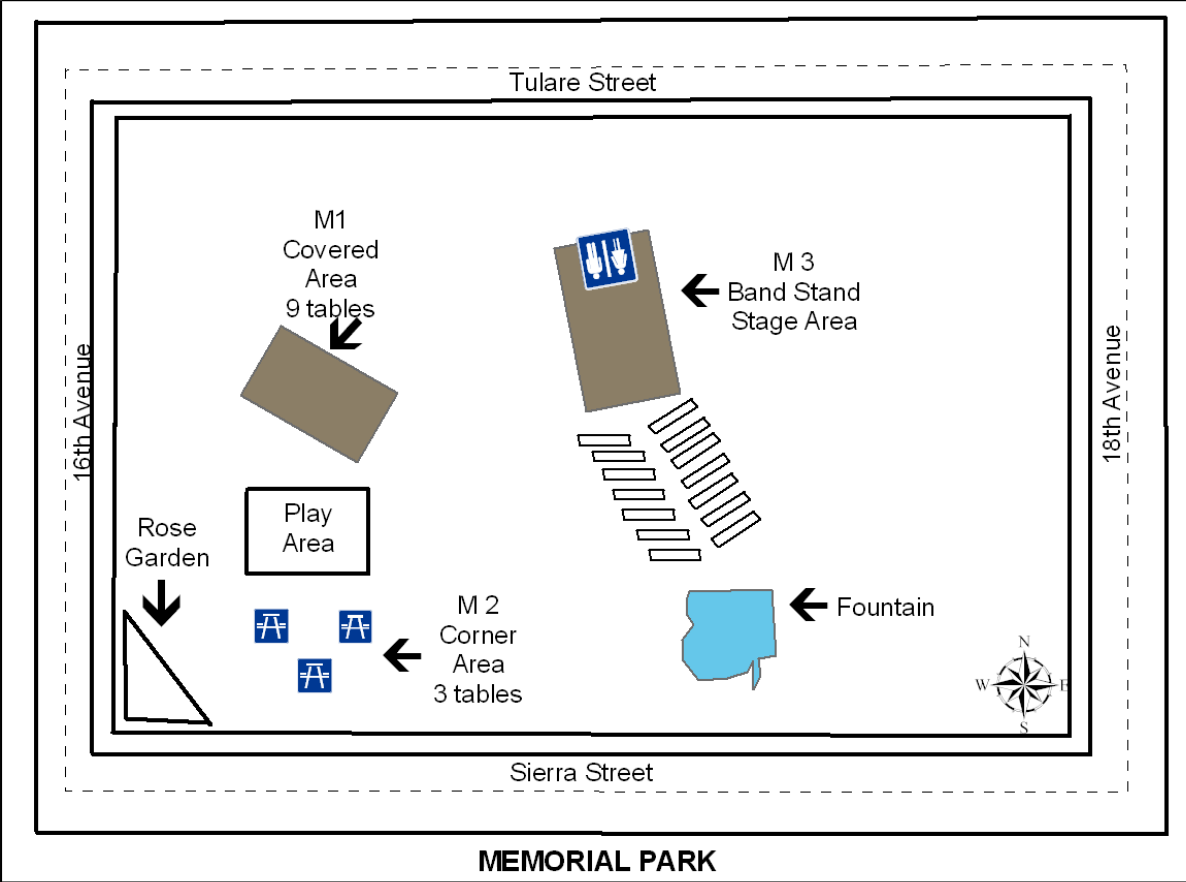 Tulare Street
M1
Covered
Area
9 tables
M 3
Band Stand
Stage Area
16th Avenue
18th Avenue
Play
Area
Rose
Garden
M 2
Corner
Area
3 tables
Fountain
N
W E
S
Sierra Street
MEMORIAL PARK